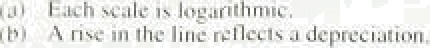 (a) Each scale is logarithmic.
(b) A rise in the line reflects a depreciation.